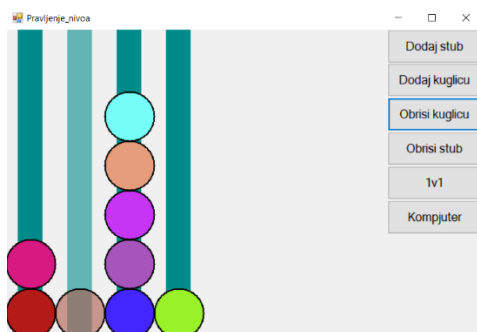 Pravljenje_nivoa
Dodaj stub
Dodaj kuglicu
Obrisi kuglicu
Obrisi stub
1v1
Kompjuter